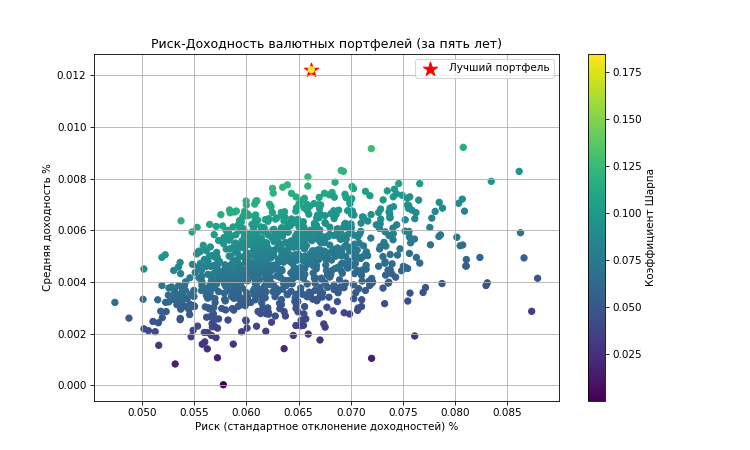 Риск-Доходность валютных портфелей (за пять лет)
Лучший портфель
Средняя доходность %
0.012
0.010
0.008
0.006
0.004
0.002
0.000
0.050 0.055 0.060 0.065 0.070 0.075 0.080 0.085
Риск (стандартное отклонение доходностей) %
0.175
0.150
0.125
0.100
0.075
0.050
0.025
Коэффициент Шарпа